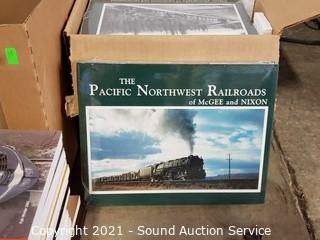 THE
PACIFIC NORTHWEST RAILROADS
of McGEE and NIXON
Copyright 2021 - Sound Auction Service